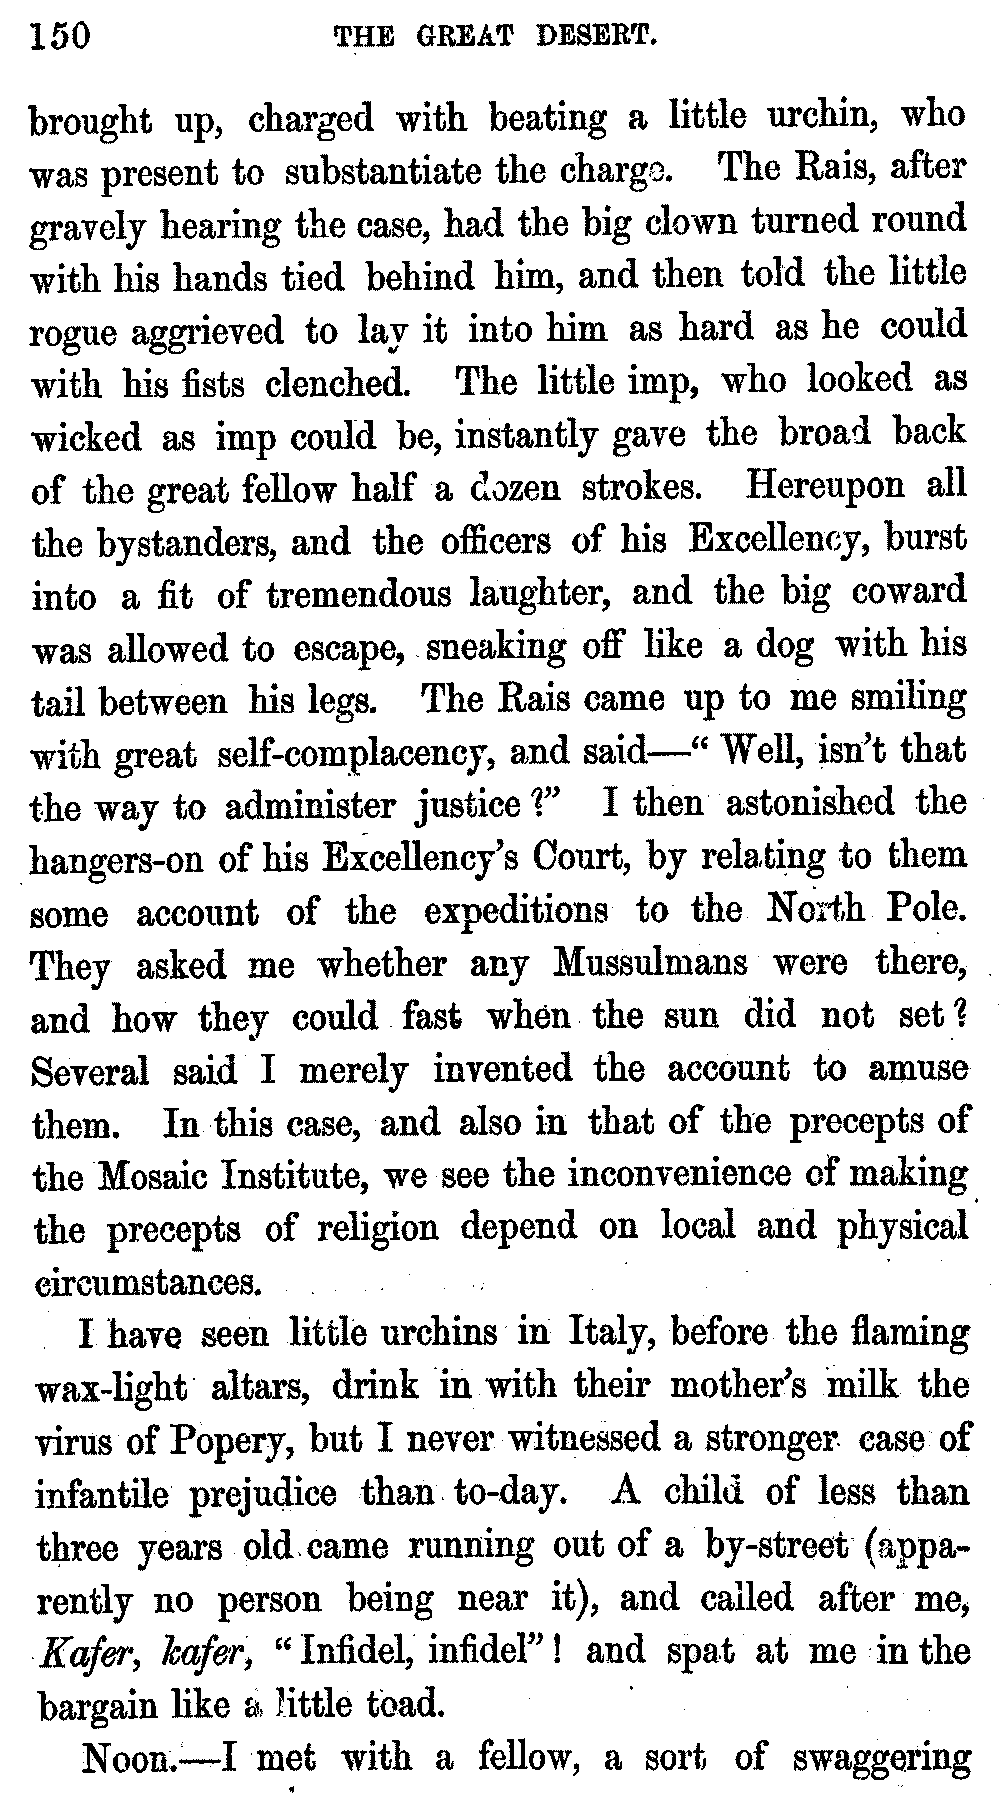 150 THE GREAT DESERT.
brought up, charged with beating a little urchin, who
was present to substantiate the charge. The Rais, after
gravely hearing the case, had the big clown turned round
with his hands tied behind him, and then told the little
rogue aggrieved to lay it into him as hard as he could
with his fists clenched. The little imp, who looked as
wicked as imp could be, instantly gave the broad back
of the great fellow half a dozen strokes. Hereupon all
the bystanders, and the officers of his Excellency, burst
into a fit of tremendous laughter, and the big coward
was allowed to escape, sneaking off like a dog with his
tail between his legs. The Rais came up to me smiling
with great self-complacency, and said—“ Well, isn’t that
the way to administer justice ?” I then astonished the
hangers-on of his Excellency’s Court, by relating to them
some account of the expeditions to the North Pole.
They asked me whether any Mussulmans were there,
and how they could fast when the sun did not set ?
Several said I merely invented the account to amuse
them. In this case, and also in that of the precepts of
the Mosaic Institute, we see the inconvenience of making
the precepts of religion depend on local and physical
circumstances.
I have seen little urchins in Italy, before the flaming
wax-light altars, drink in with their mother’s milk the
virus of Popery, but I never witnessed a stronger case of
infantile prejudice than to-day. A child of less than
three years old came running out of a by-street (appa-
rently no person being near it), and called after me,
Kafer, kafer, “ Infidel, infidel” ! and spat at me in the
bargain like a little toad.
Noon.—I met with a fellow, a sort of swaggering